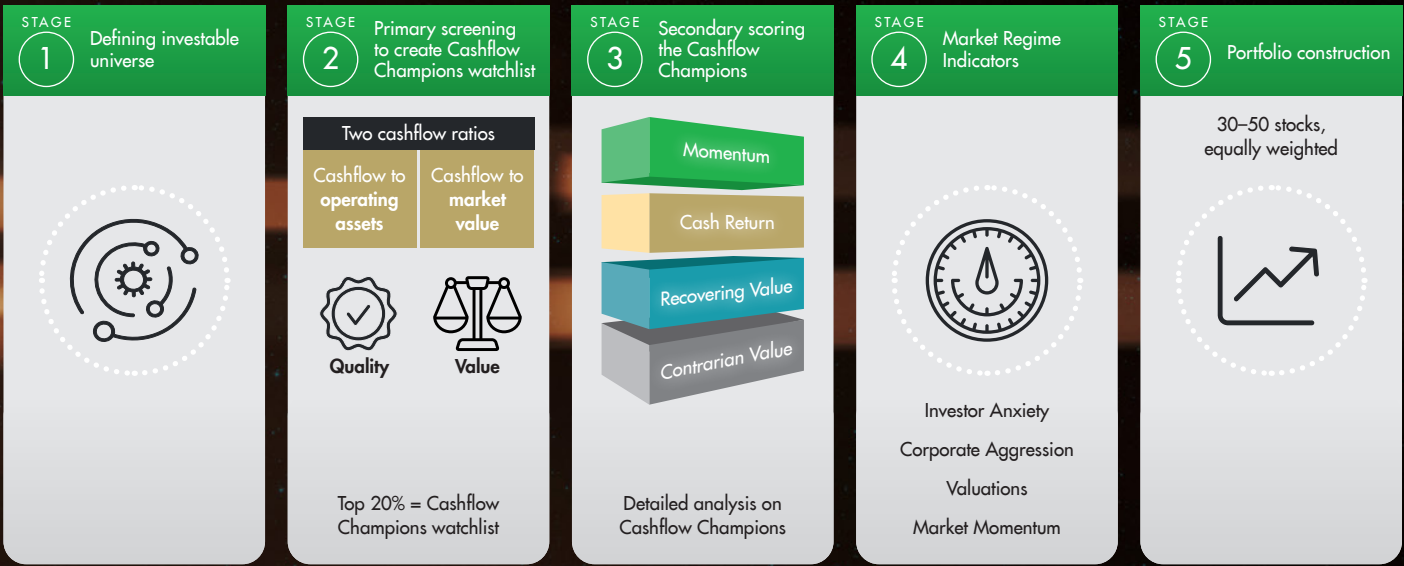 STAGE
1
Defining investable
universe
STAGE
2
Primary screening
to create Cashflow
Champions watchlist
Two cashflow ratios
Cashflow to
operating
assets
Cashflow to
market
value
Quality
Value
Top 20% = Cashflow
Champions watchlist
STAGE
3
Secondary scoring
the Cashflow
Champions
Momentum
Cash Return
Recovering Value
Contrarian Value
Detailed analysis on
Cashflow Champions
STAGE
4
Market Regime
Indicators
Investor Anxiety
Corporate Aggression
Valuations
Market Momentum
STAGE
5
Portfolio construction
30–50 stocks,
equally weighted